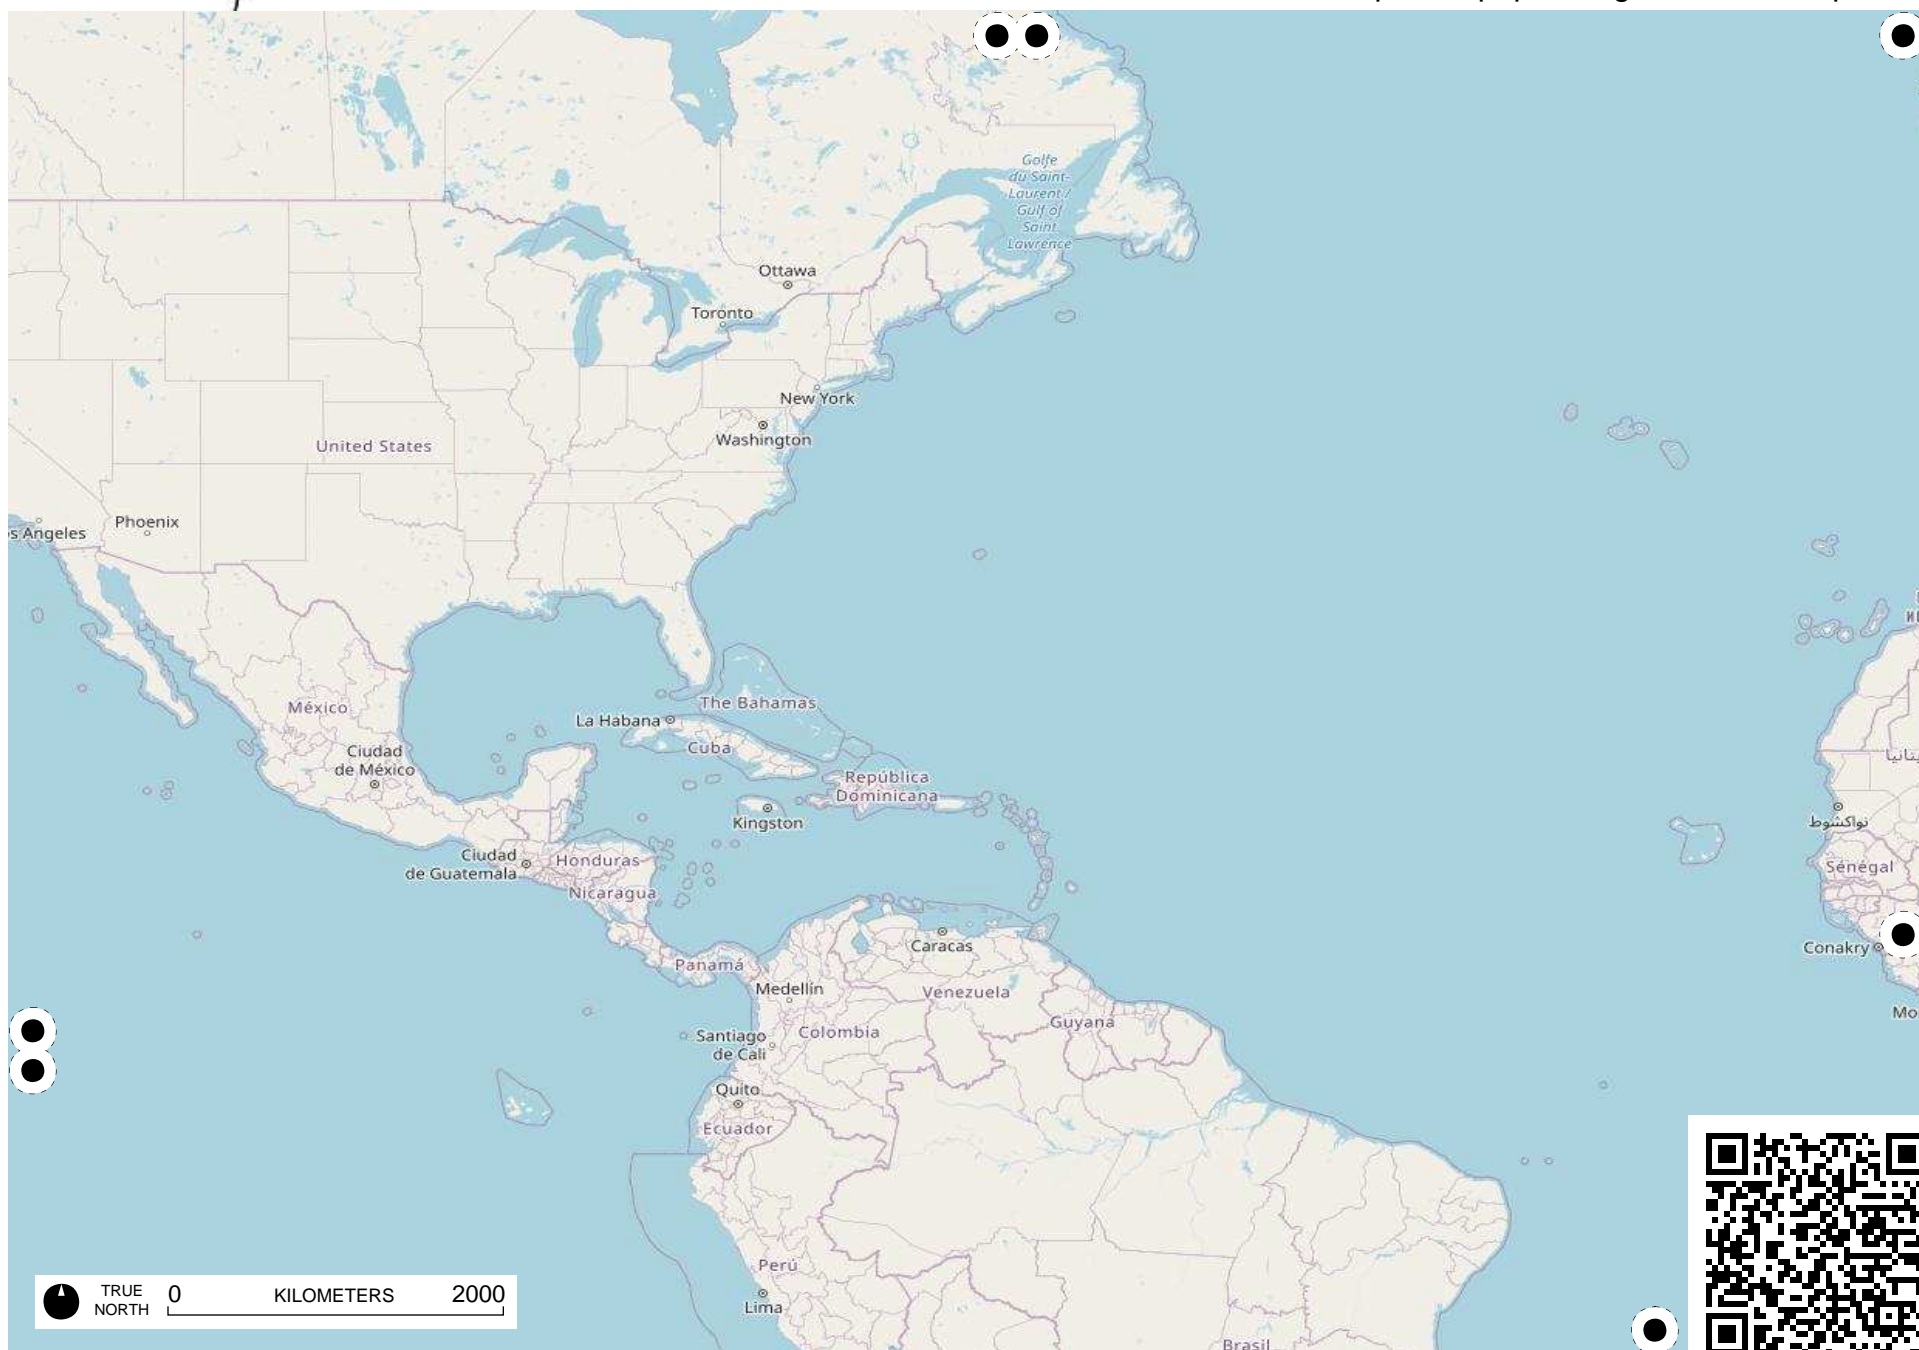 Golfe
du Saint-
Laurent /
Gulf of
Saint
Lawrence
Ottawa
Toronto
New York
Washington
United States
Phoenix
s Angeles
México
Ciudad
de México
La Habana
The Bahamas
Cuba
República
Dominicana
Kingston
Ciudad
de Guatemala
Honduras
Nicaragua
نواكشوط
Sénégal
Conakry
Caracas
Panamá
Medellín
Venezuela
Mo
Guyana
Colombia
Santiago
de Cali
Quito
Ecuador
Perú
Lima
Brasil
TRUE
NORTH
0 KILOMETERS 2000